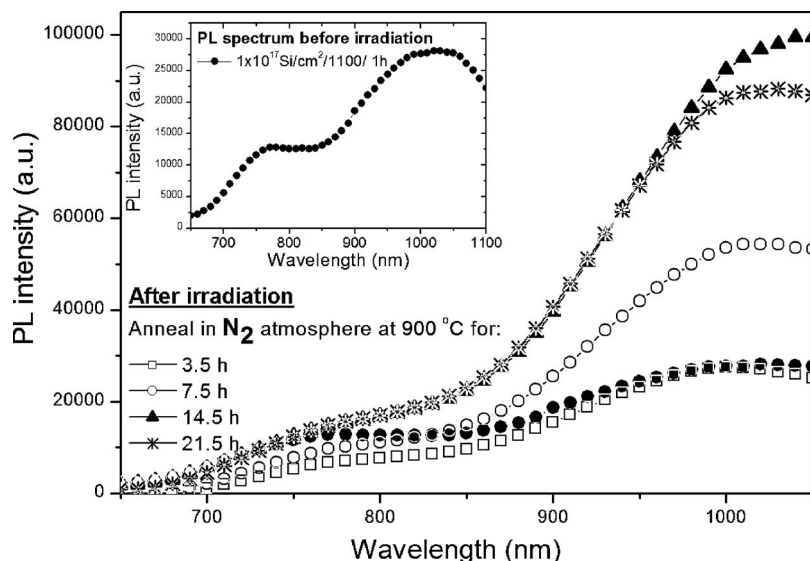 100000
80000
60000
40000
20000
0
PL intensity (a.u.)
700
800
900
1000
Wavelength (nm)
30000
25000
20000
15000
10000
5000
0
PL intensity (a.u.)
PL spectrum before irradiation
1x10¹⁷Si/cm²/1100/ 1h
700
800
900
1000
1100
Wavelength (nm)
After irradiation
Anneal in N₂ atmosphere at 900 °C for:
3.5 h
7.5 h
14.5 h
21.5 h